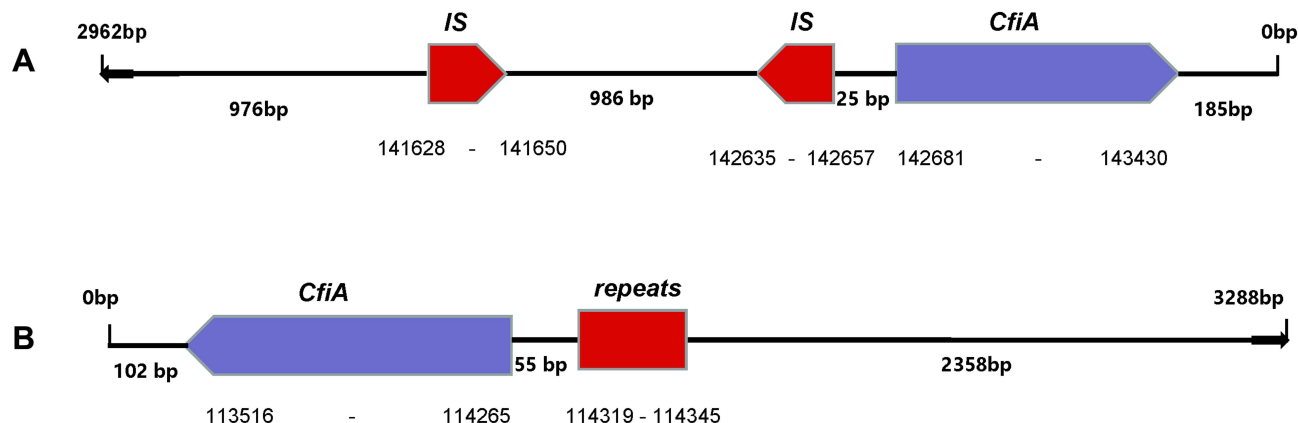 A
2962bp
IS
IS
CfiA
0bp
976bp
986 bp
25 bp
185bp
141628 - 141650
142635 - 142657
142681 - 143430
B
0bp
CfiA
repeats
3288bp
102 bp
55 bp
2358bp
113516 - 114265
114319 - 114345